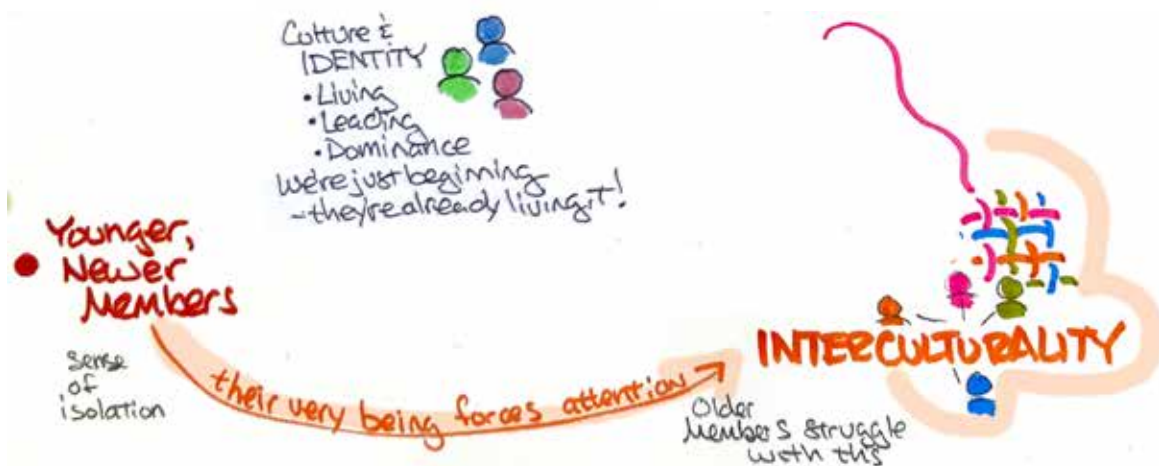 Culture &
IDENTITY
• Living
• Leading
• Dominance
We're just beginning
- they're already living it!
• Younger,
Newer
Members
sense
of
isolation
their very being forces attention
INTERCULTURALITY
Older
Members struggle
with this